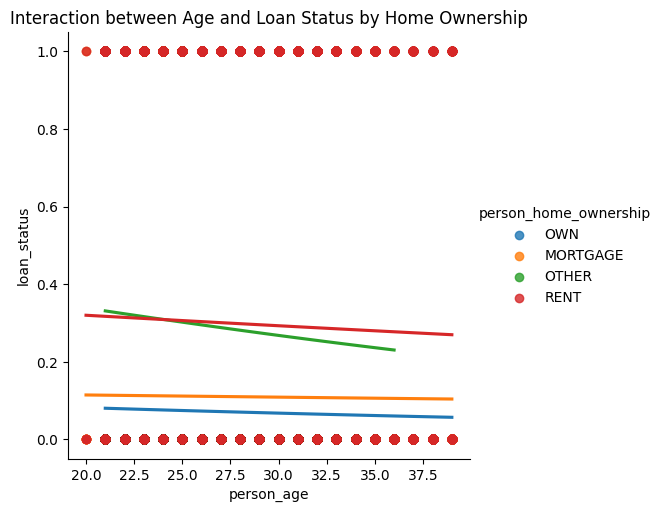 Interaction between Age and Loan Status by Home Ownership
1.0
0.8
0.6
0.4
0.2
0.0
loan_status
20.0 22.5 25.0 27.5 30.0 32.5 35.0 37.5
person_age
person_home_ownership
OWN
MORTGAGE
OTHER
RENT